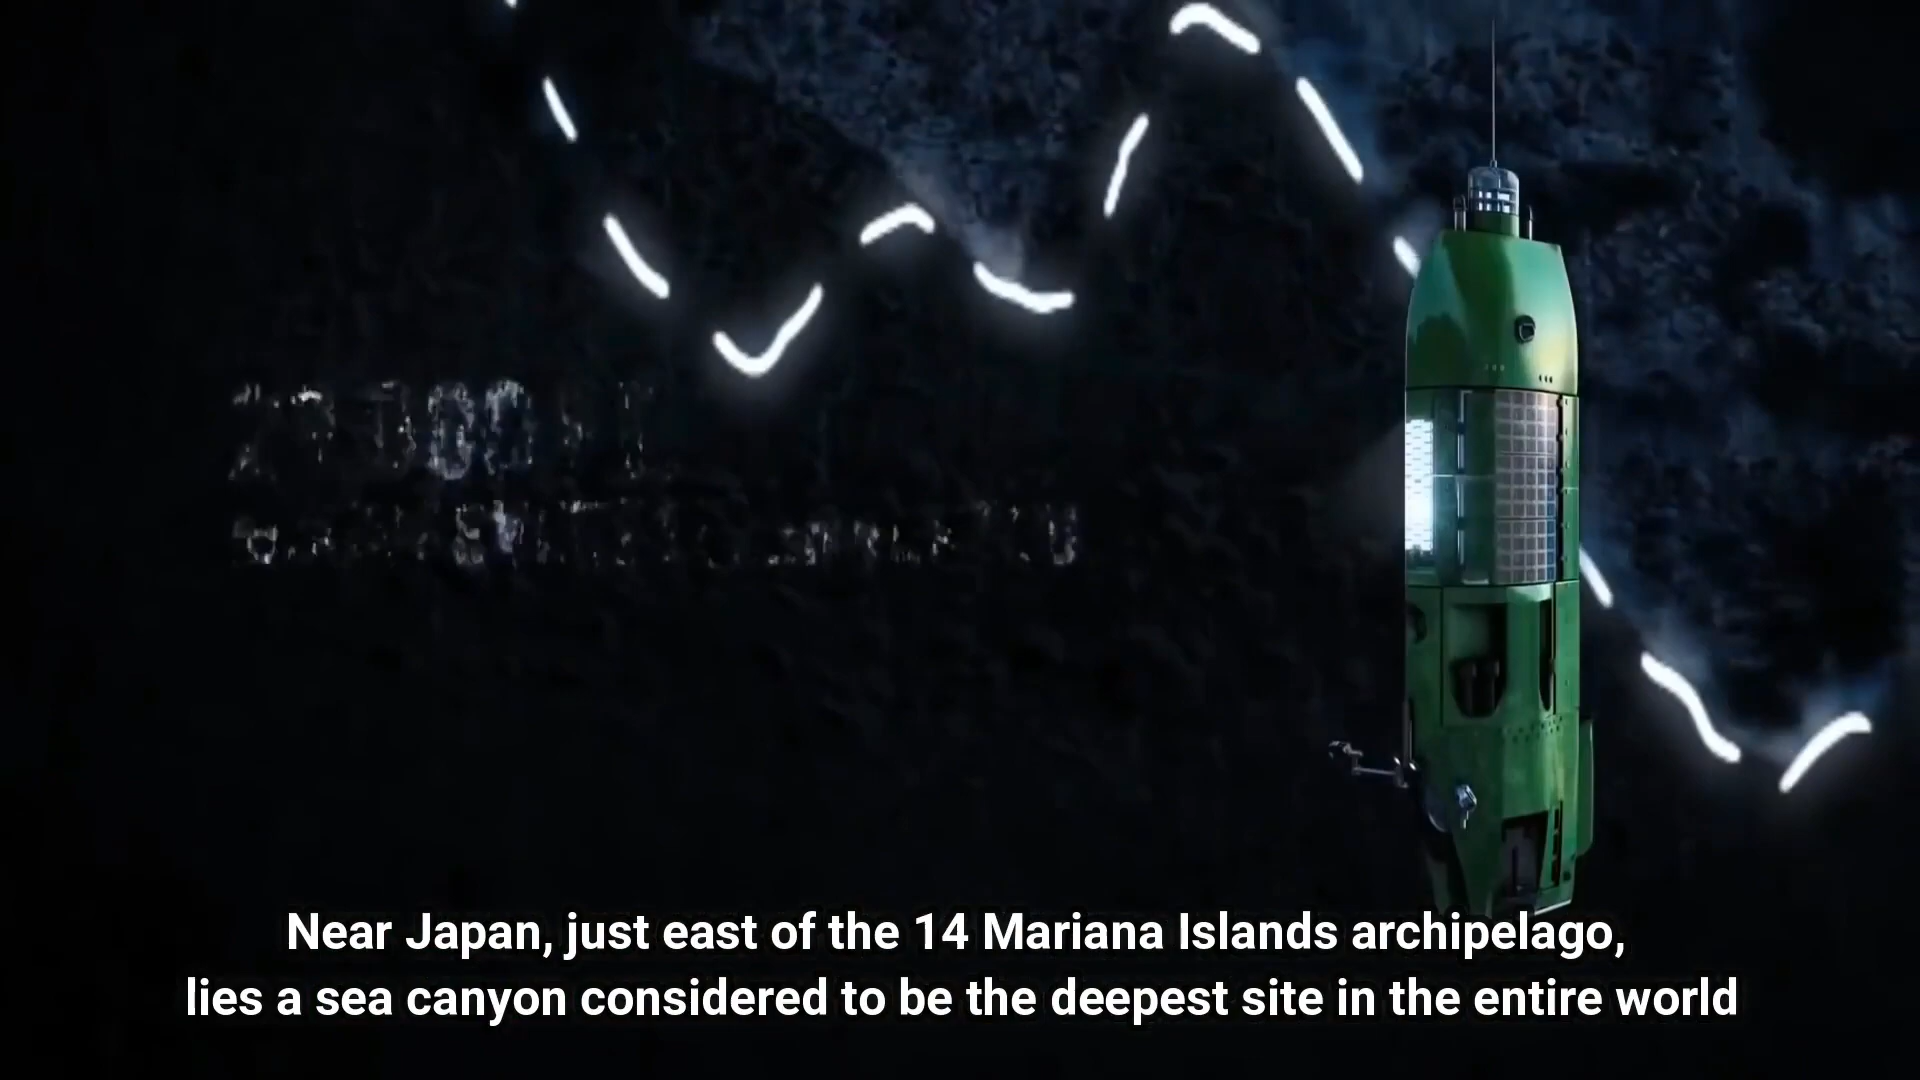 Near Japan, just east of the 14 Mariana Islands archipelago,
lies a sea canyon considered to be the deepest site in the entire world